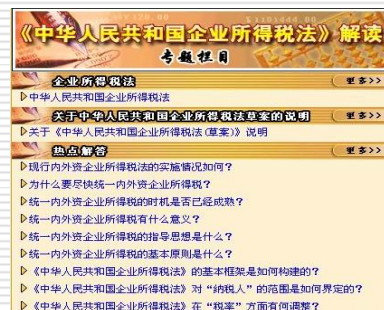 《中华人民共和国企业所得税法》解读
专题栏目
企业所得税法
更多>>
▷中华人民共和国企业所得税法
关于中华人民共和国企业所得税法草案的说明
更多>>
▷关于《中华人民共和国企业所得税法(草案)》说明
热点解答
更多>>
▷现行内外资企业所得税法的实施情况如何?
▷为什么要尽快统一内外资企业所得税?
▷统一内外资企业所得税的时机是否已经成熟?
▷统一内外资企业所得税有什么意义?
▷统一内外资企业所得税的指导思想是什么?
▷统一内外资企业所得税的基本原则是什么?
▷《中华人民共和国企业所得税法》的基本框架是如何构建的?
▷《中华人民共和国企业所得税法》对“纳税人”的范围是如何界定的?
▷《中华人民共和国企业所得税法》在“税率”方面有何调整?